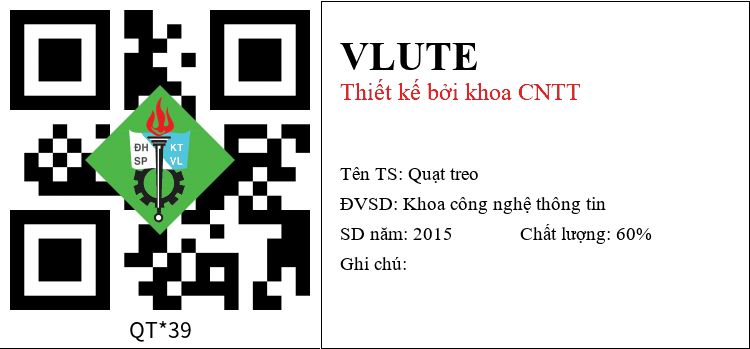 ĐH KT
SP VL
QT*39
VLUTE
Thiết kế bởi khoa CNTT
Tên TS: Quạt treo
ĐVSD: Khoa công nghệ thông tin
SD năm: 2015 Chất lượng: 60%
Ghi chú: